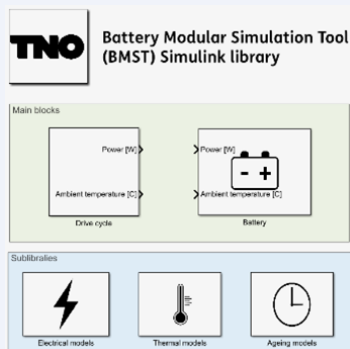 TNO
Battery Modular Simulation Tool
(BMST) Simulink library
Main blocks
Power [W]
Ambient temperature [C]
Drive cycle
Power [W]
- +
Ambient temperature [C]
Battery
Sublibraries
Electrical models
Thermal models
Ageing models